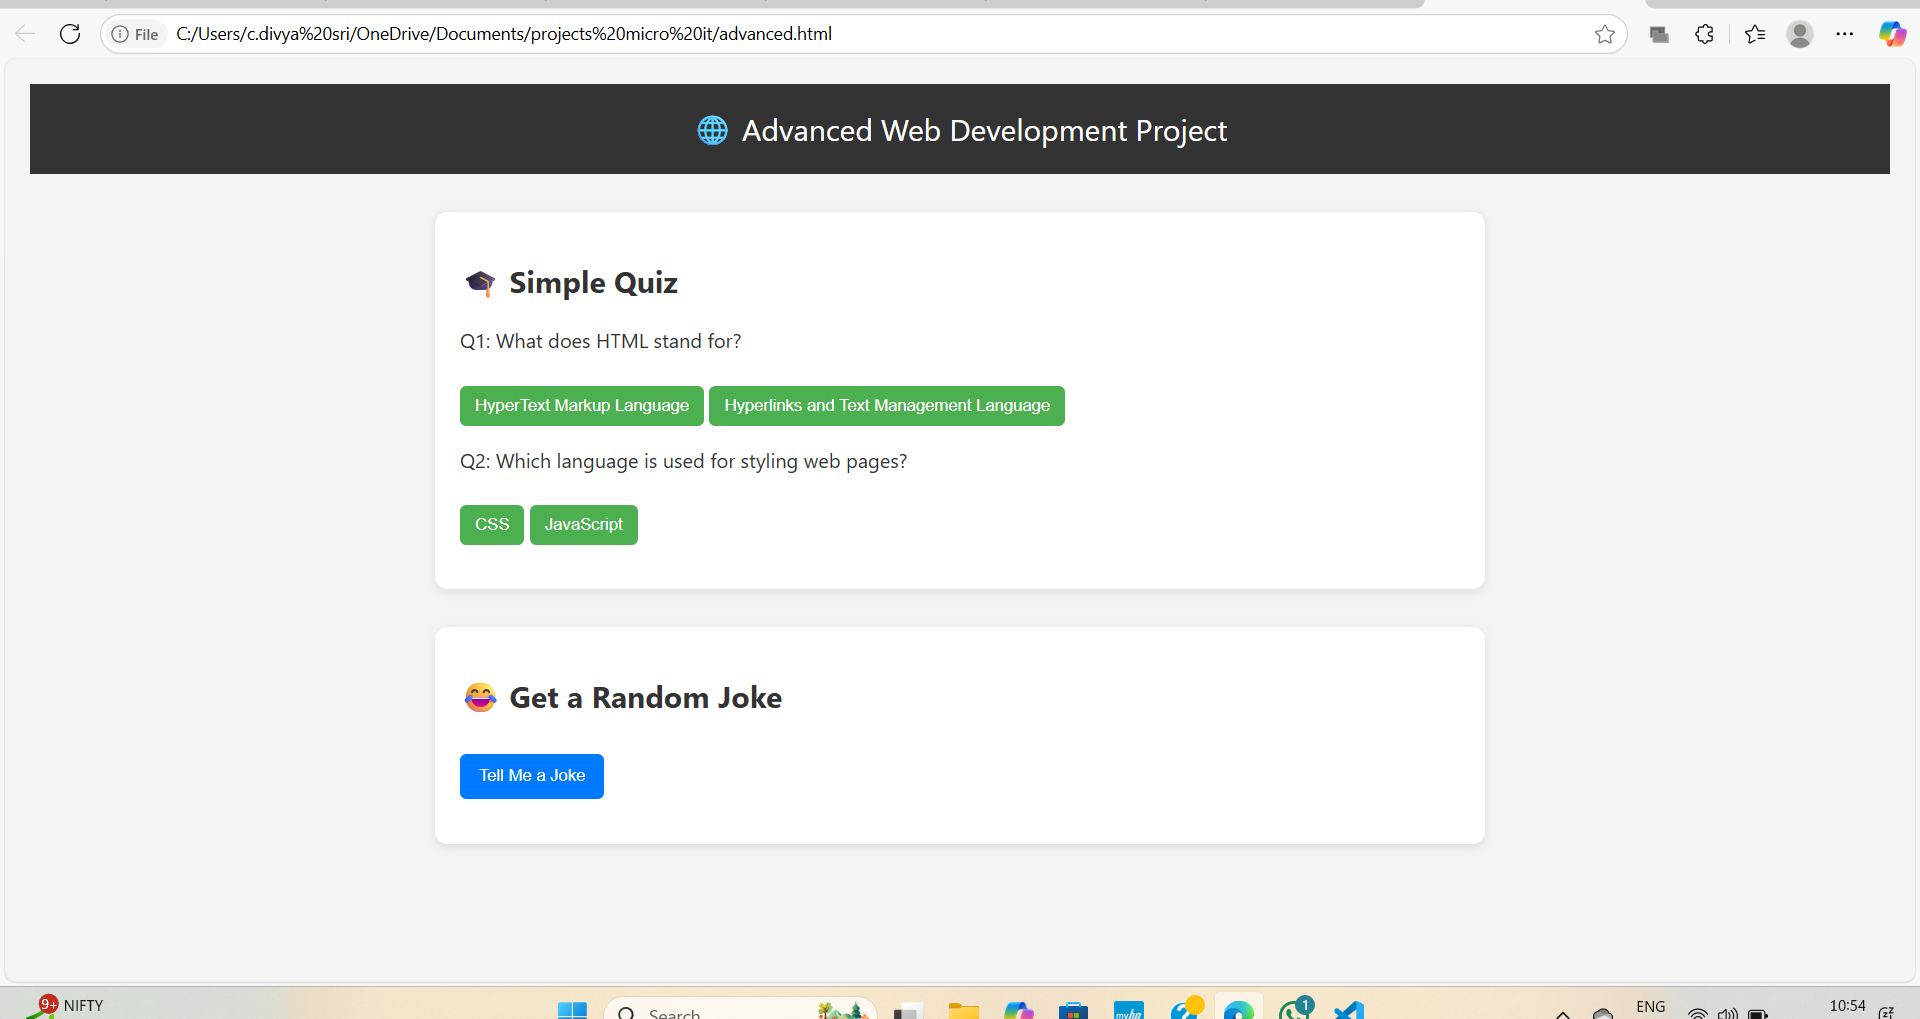 File C:/Users/c.divya%20sri/OneDrive/Documents/projects%20micro%20it/advanced.html
🌐 Advanced Web Development Project
🎓 Simple Quiz
Q1: What does HTML stand for?
HyperText Markup Language Hyperlinks and Text Management Language
Q2: Which language is used for styling web pages?
CSS JavaScript
😂 Get a Random Joke
Tell Me a Joke
9+ NIFTY Search myhp 1 ENG 10:54